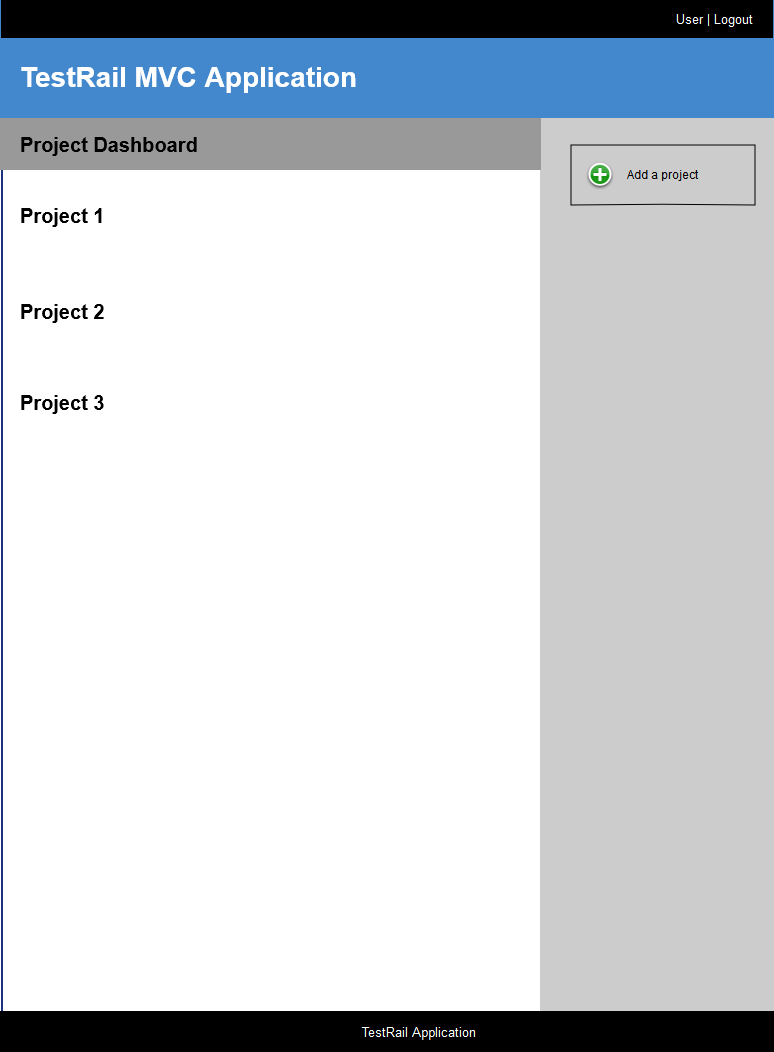 User | Logout
TestRail MVC Application
Project Dashboard
Add a project
Project 1
Project 2
Project 3
TestRail Application